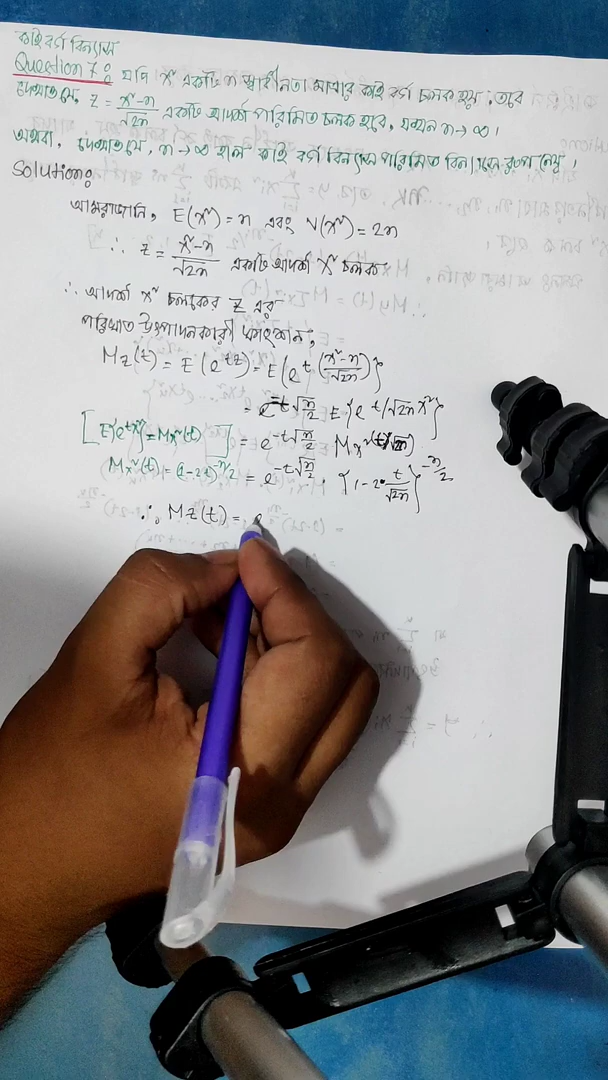 কাই বর্গ বিন্যাস
Question 7: যদি χ² একটি n স্বাধীনতা মাত্রার কাই বর্গ চলক হয়, তবে
দেখাও যে, Z = (χ²-n)/√2n একটি আদর্শ পরিমিত চলক হবে, যখন n → ∞।
অথবা, দেখাও যে, n → ∞ হলে কাই বর্গ বিন্যাস পরিমিত বিন্যাসে রূপ নেয়।
Solution:
আমরা জানি, E(χ²) = n এবং V(χ²) = 2n
∴ Z = (χ²-n)/√2n একটি আদর্শ χ² চলক
∴ আদর্শ χ² চলকের Z এর
পরিঘাত উৎপাদনকারী অপেক্ষক,
Mz(t) = E(e^tz) = E{e^t((χ²-n)/√2n)}
= e^-t√(n/2) E{e^t/√2n χ²}
[E{e^tχ²} = Mχ²(t)] = e^-t√(n/2) Mχ²(t/√2n)
Mχ²(t) = (1-2t)^-n/2 = e^-t√(n/2) · {1-2·t/√2n}^-n/2
∴ Mz(t) = e